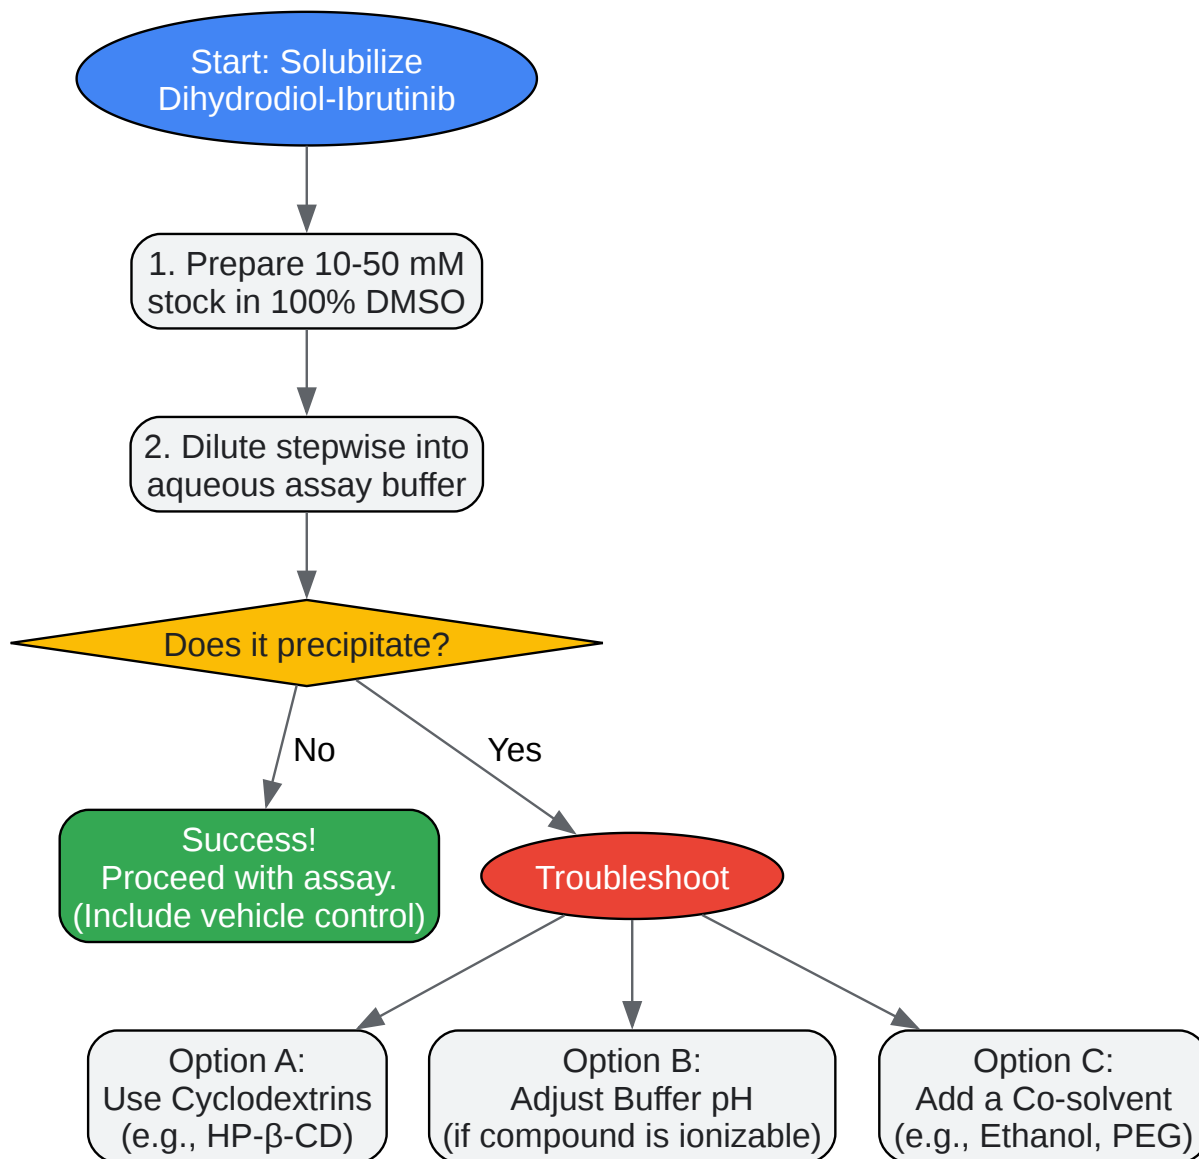 Start: Solubilize
Dihydrodiol-Ibrutinib
1. Prepare 10-50 mM
stock in 100% DMSO
2. Dilute stepwise into
aqueous assay buffer
Does it precipitate?
No
Yes
Success!
Proceed with assay.
(Include vehicle control)
Troubleshoot
Option A:
Use Cyclodextrins
(e.g., HP-β-CD)
Option B:
Adjust Buffer pH
(if compound is ionizable)
Option C:
Add a Co-solvent
(e.g., Ethanol, PEG)